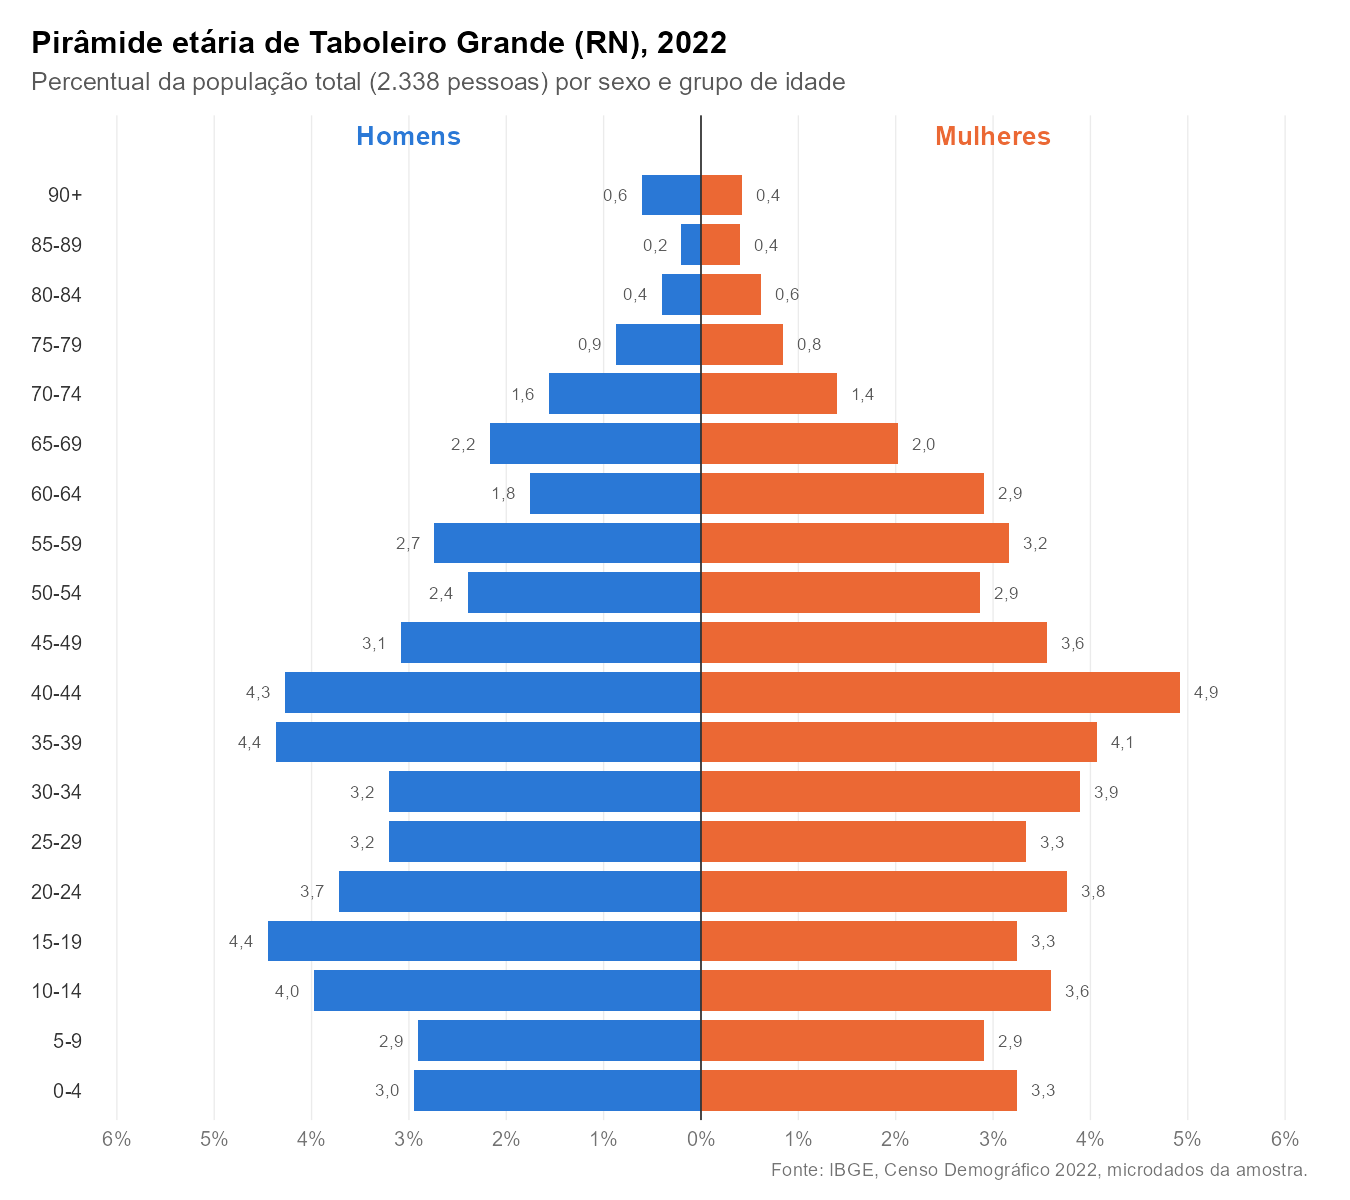 Pirâmide etária de Taboleiro Grande (RN), 2022
Percentual da população total (2.338 pessoas) por sexo e grupo de idade
Homens Mulheres
90+ 0,6 0,4
85-89 0,2 0,4
80-84 0,4 0,6
75-79 0,9 0,8
70-74 1,6 1,4
65-69 2,2 2,0
60-64 1,8 2,9
55-59 2,7 3,2
50-54 2,4 2,9
45-49 3,1 3,6
40-44 4,3 4,9
35-39 4,4 4,1
30-34 3,2 3,9
25-29 3,2 3,3
20-24 3,7 3,8
15-19 4,4 3,3
10-14 4,0 3,6
5-9 2,9 2,9
0-4 3,0 3,3
6% 5% 4% 3% 2% 1% 0% 1% 2% 3% 4% 5% 6%
Fonte: IBGE, Censo Demográfico 2022, microdados da amostra.